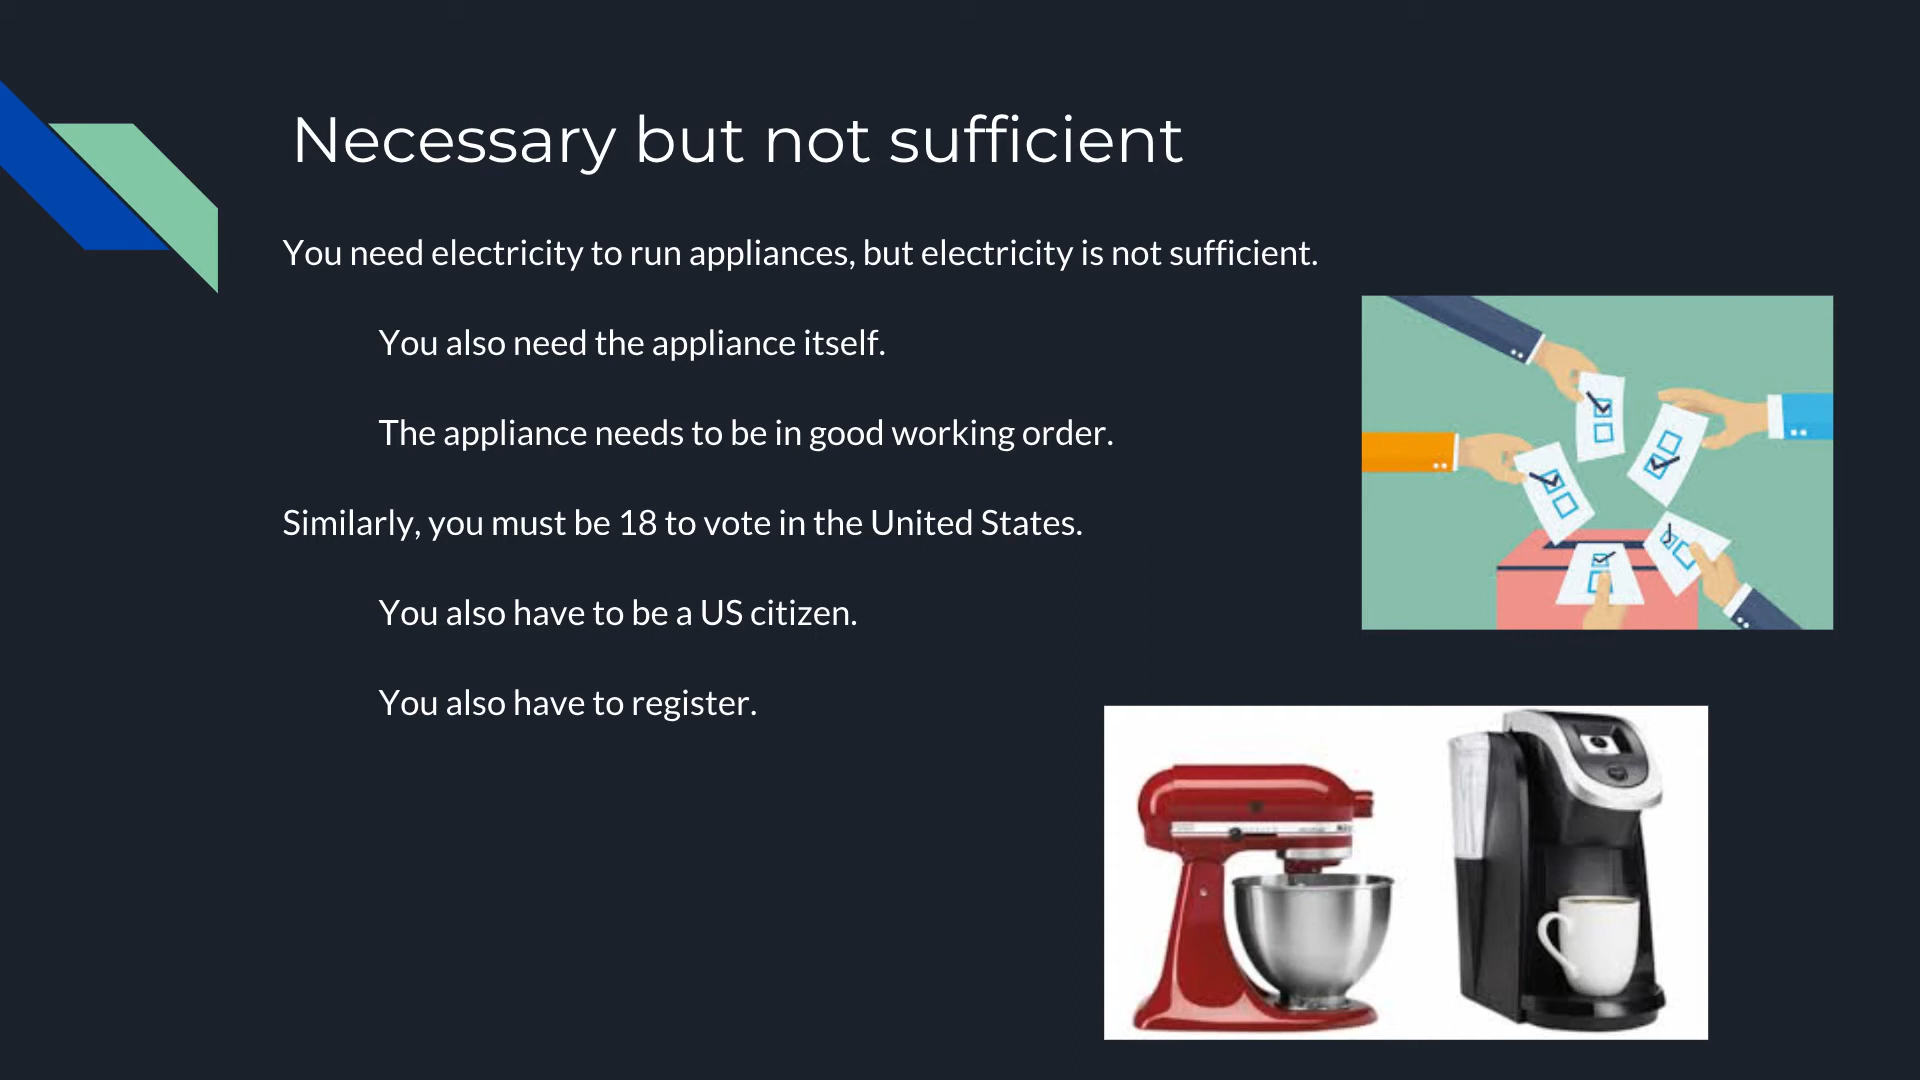 Necessary but not sufficient
You need electricity to run appliances, but electricity is not sufficient.
You also need the appliance itself.
The appliance needs to be in good working order.
Similarly, you must be 18 to vote in the United States.
You also have to be a US citizen.
You also have to register.